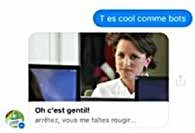 T es cool comme bots
Oh c'est gentil!
arrêtez, vous me faites rougir...